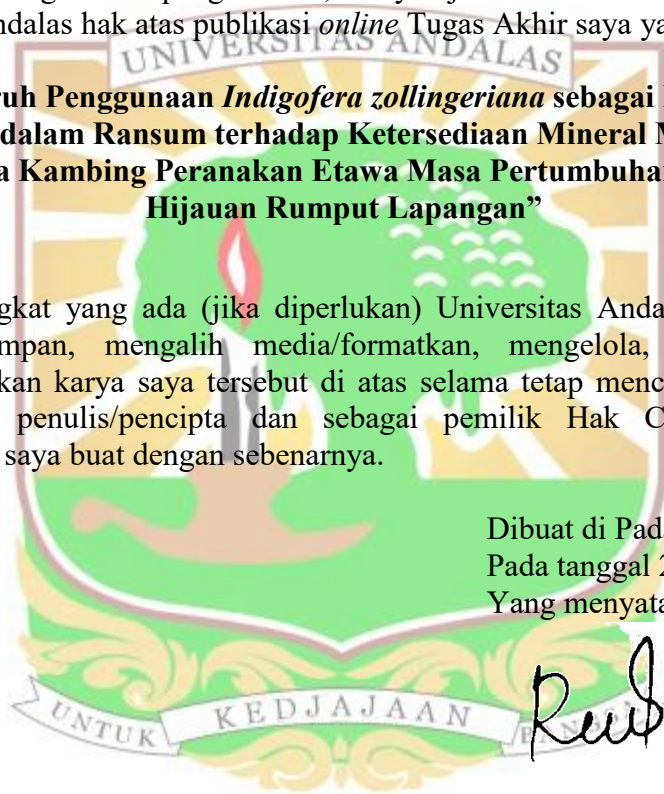 ndalas hak atas publikasi online Tugas Akhir saya ya
UNIVERSITAS ANDALAS
ruh Penggunaan Indigofera zollingeriana sebagai
dalam Ransum terhadap Ketersediaan Mineral M
a Kambing Peranakan Etawa Masa Pertumbuhan
Hijauan Rumput Lapangan”
gkat yang ada (jika diperlukan) Universitas Anda
mpan, mengalih media/formatkan, mengelola,
kan karya saya tersebut di atas selama tetap menc
penulis/pencipta dan sebagai pemilik Hak C
saya buat dengan sebenarnya.
Dibuat di Pada
Pada tanggal 2
Yang menyata
UNTUK KEDJAJAAN BANGSA